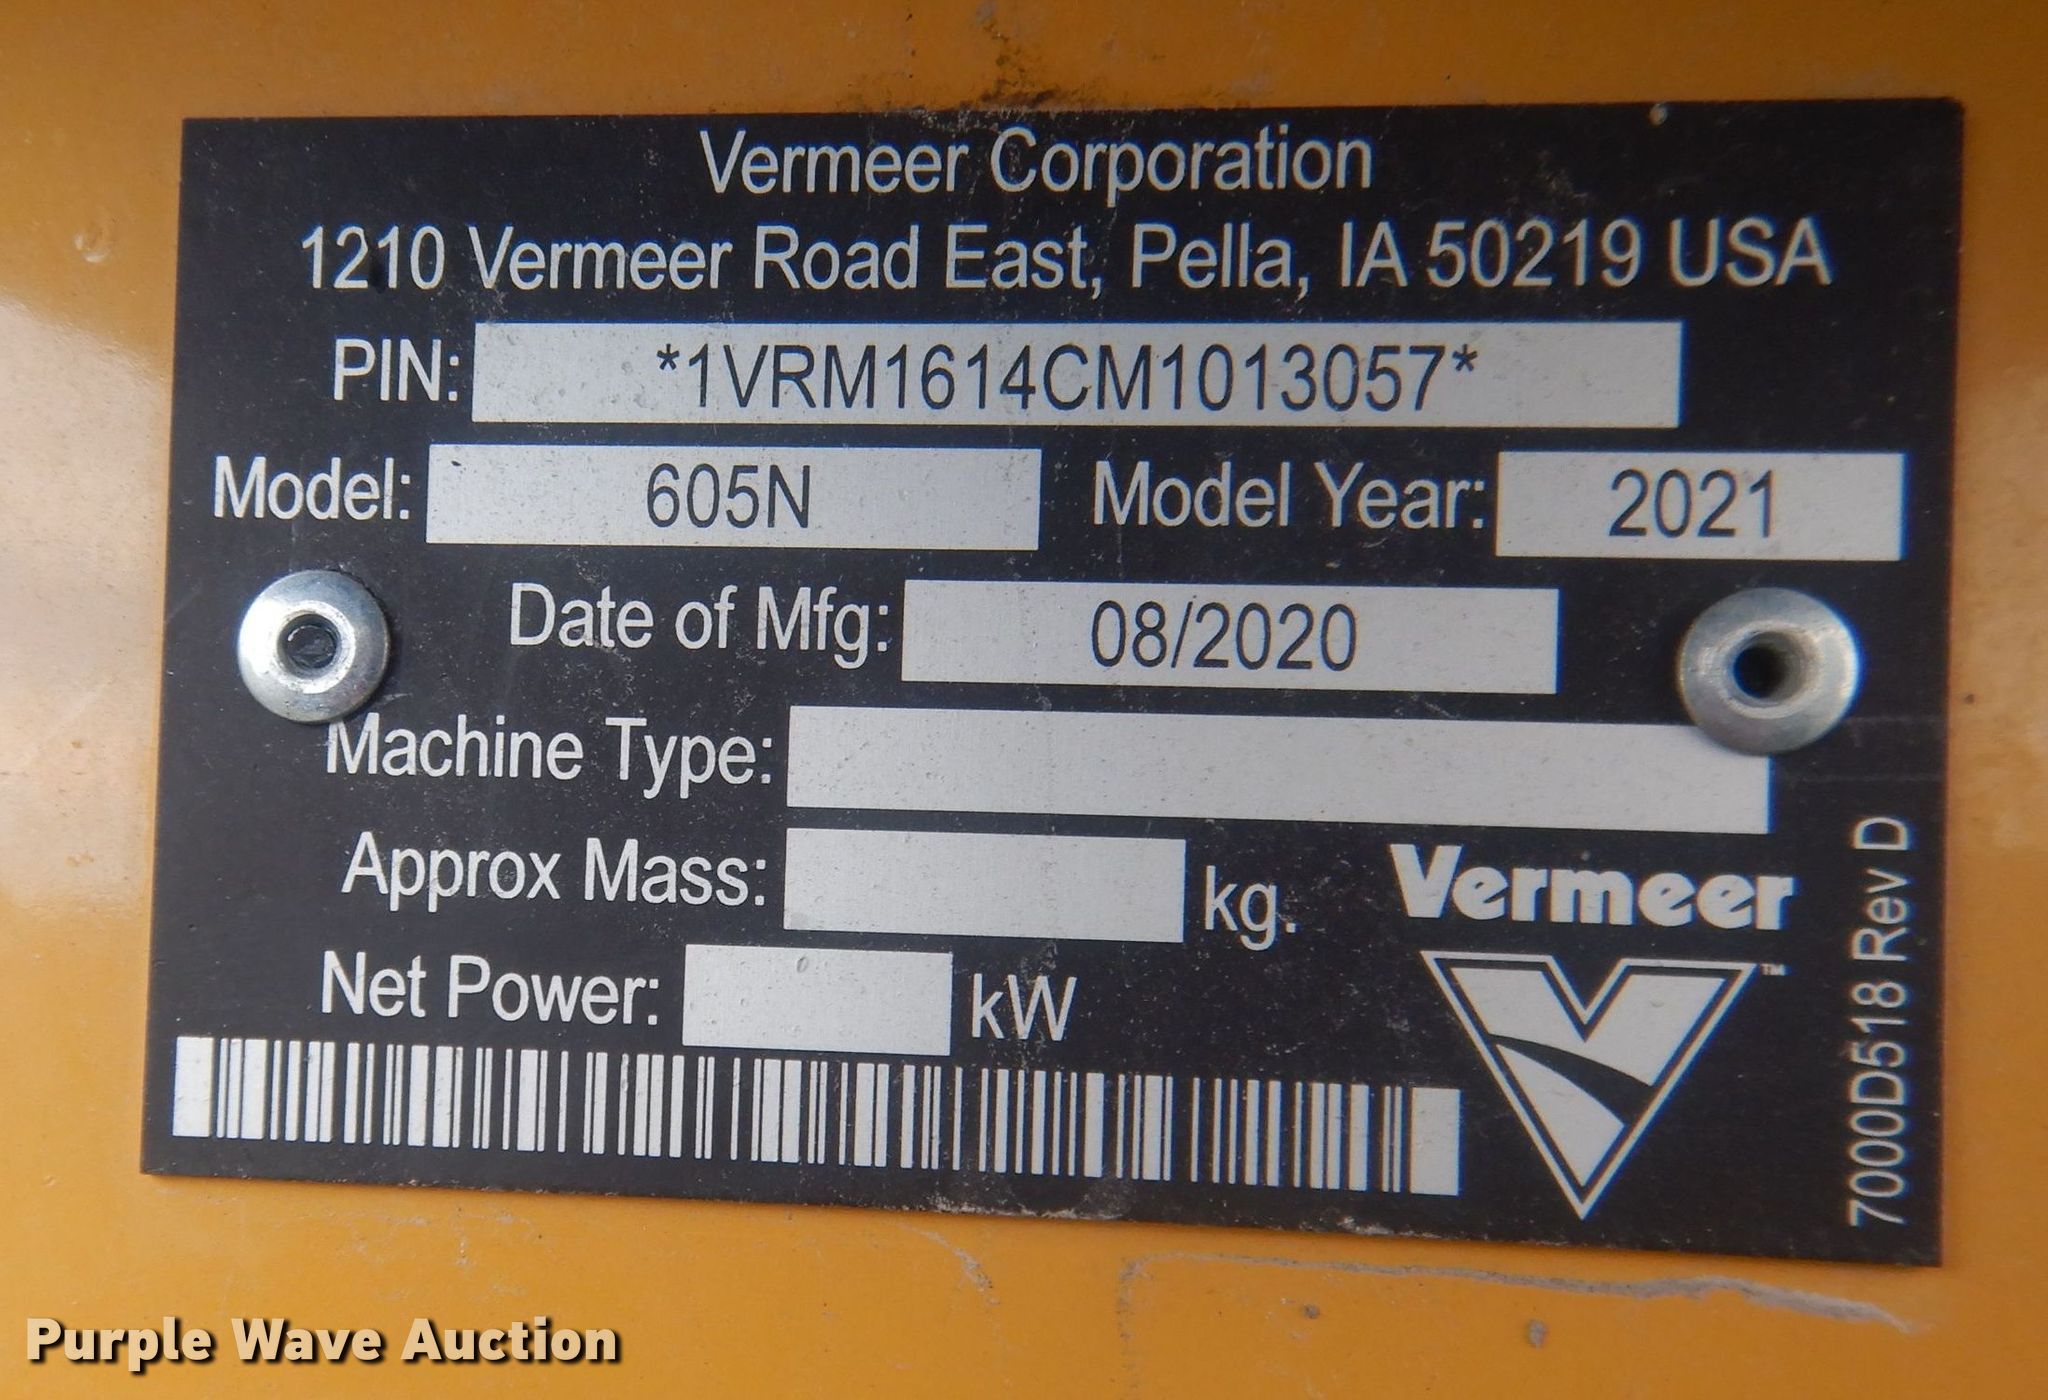 Vermeer Corporation
1210 Vermeer Road East, Pella, IA 50219 USA
PIN: *1VRM1614CM1013057*
Model: 605N Model Year: 2021
Date of Mfg: 08/2020
Machine Type:
Approx Mass: kg.
Net Power: kW
Vermeer
TM
7000D518 Rev D
Purple Wave Auction